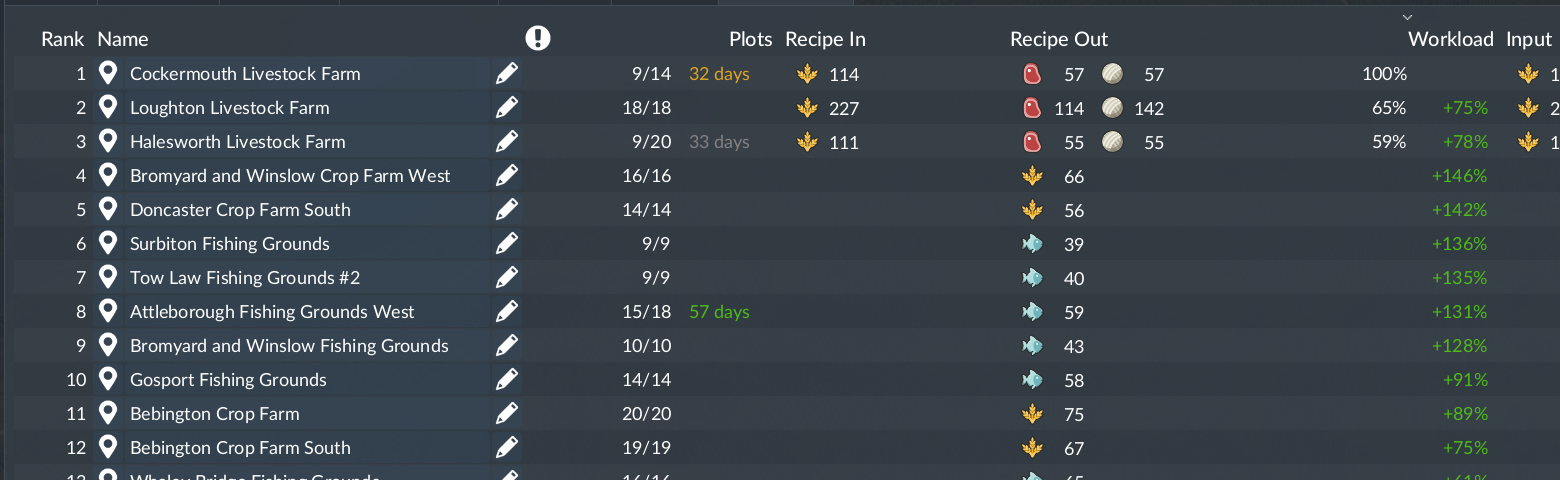 Rank Name Plots Recipe In Recipe Out Workload Input
1 Cockermouth Livestock Farm 9/14 32 days 114 57 57 100% 1
2 Loughton Livestock Farm 18/18 227 114 142 65% +75% 2
3 Halesworth Livestock Farm 9/20 33 days 111 55 55 59% +78% 1
4 Bromyard and Winslow Crop Farm West 16/16 66 +146%
5 Doncaster Crop Farm South 14/14 56 +142%
6 Surbiton Fishing Grounds 9/9 39 +136%
7 Tow Law Fishing Grounds #2 9/9 40 +135%
8 Attleborough Fishing Grounds West 15/18 57 days 59 +131%
9 Bromyard and Winslow Fishing Grounds 10/10 43 +128%
10 Gosport Fishing Grounds 14/14 58 +91%
11 Bebington Crop Farm 20/20 75 +89%
12 Bebington Crop Farm South 19/19 67 +75%
Whaley Bridge Fishing Grounds